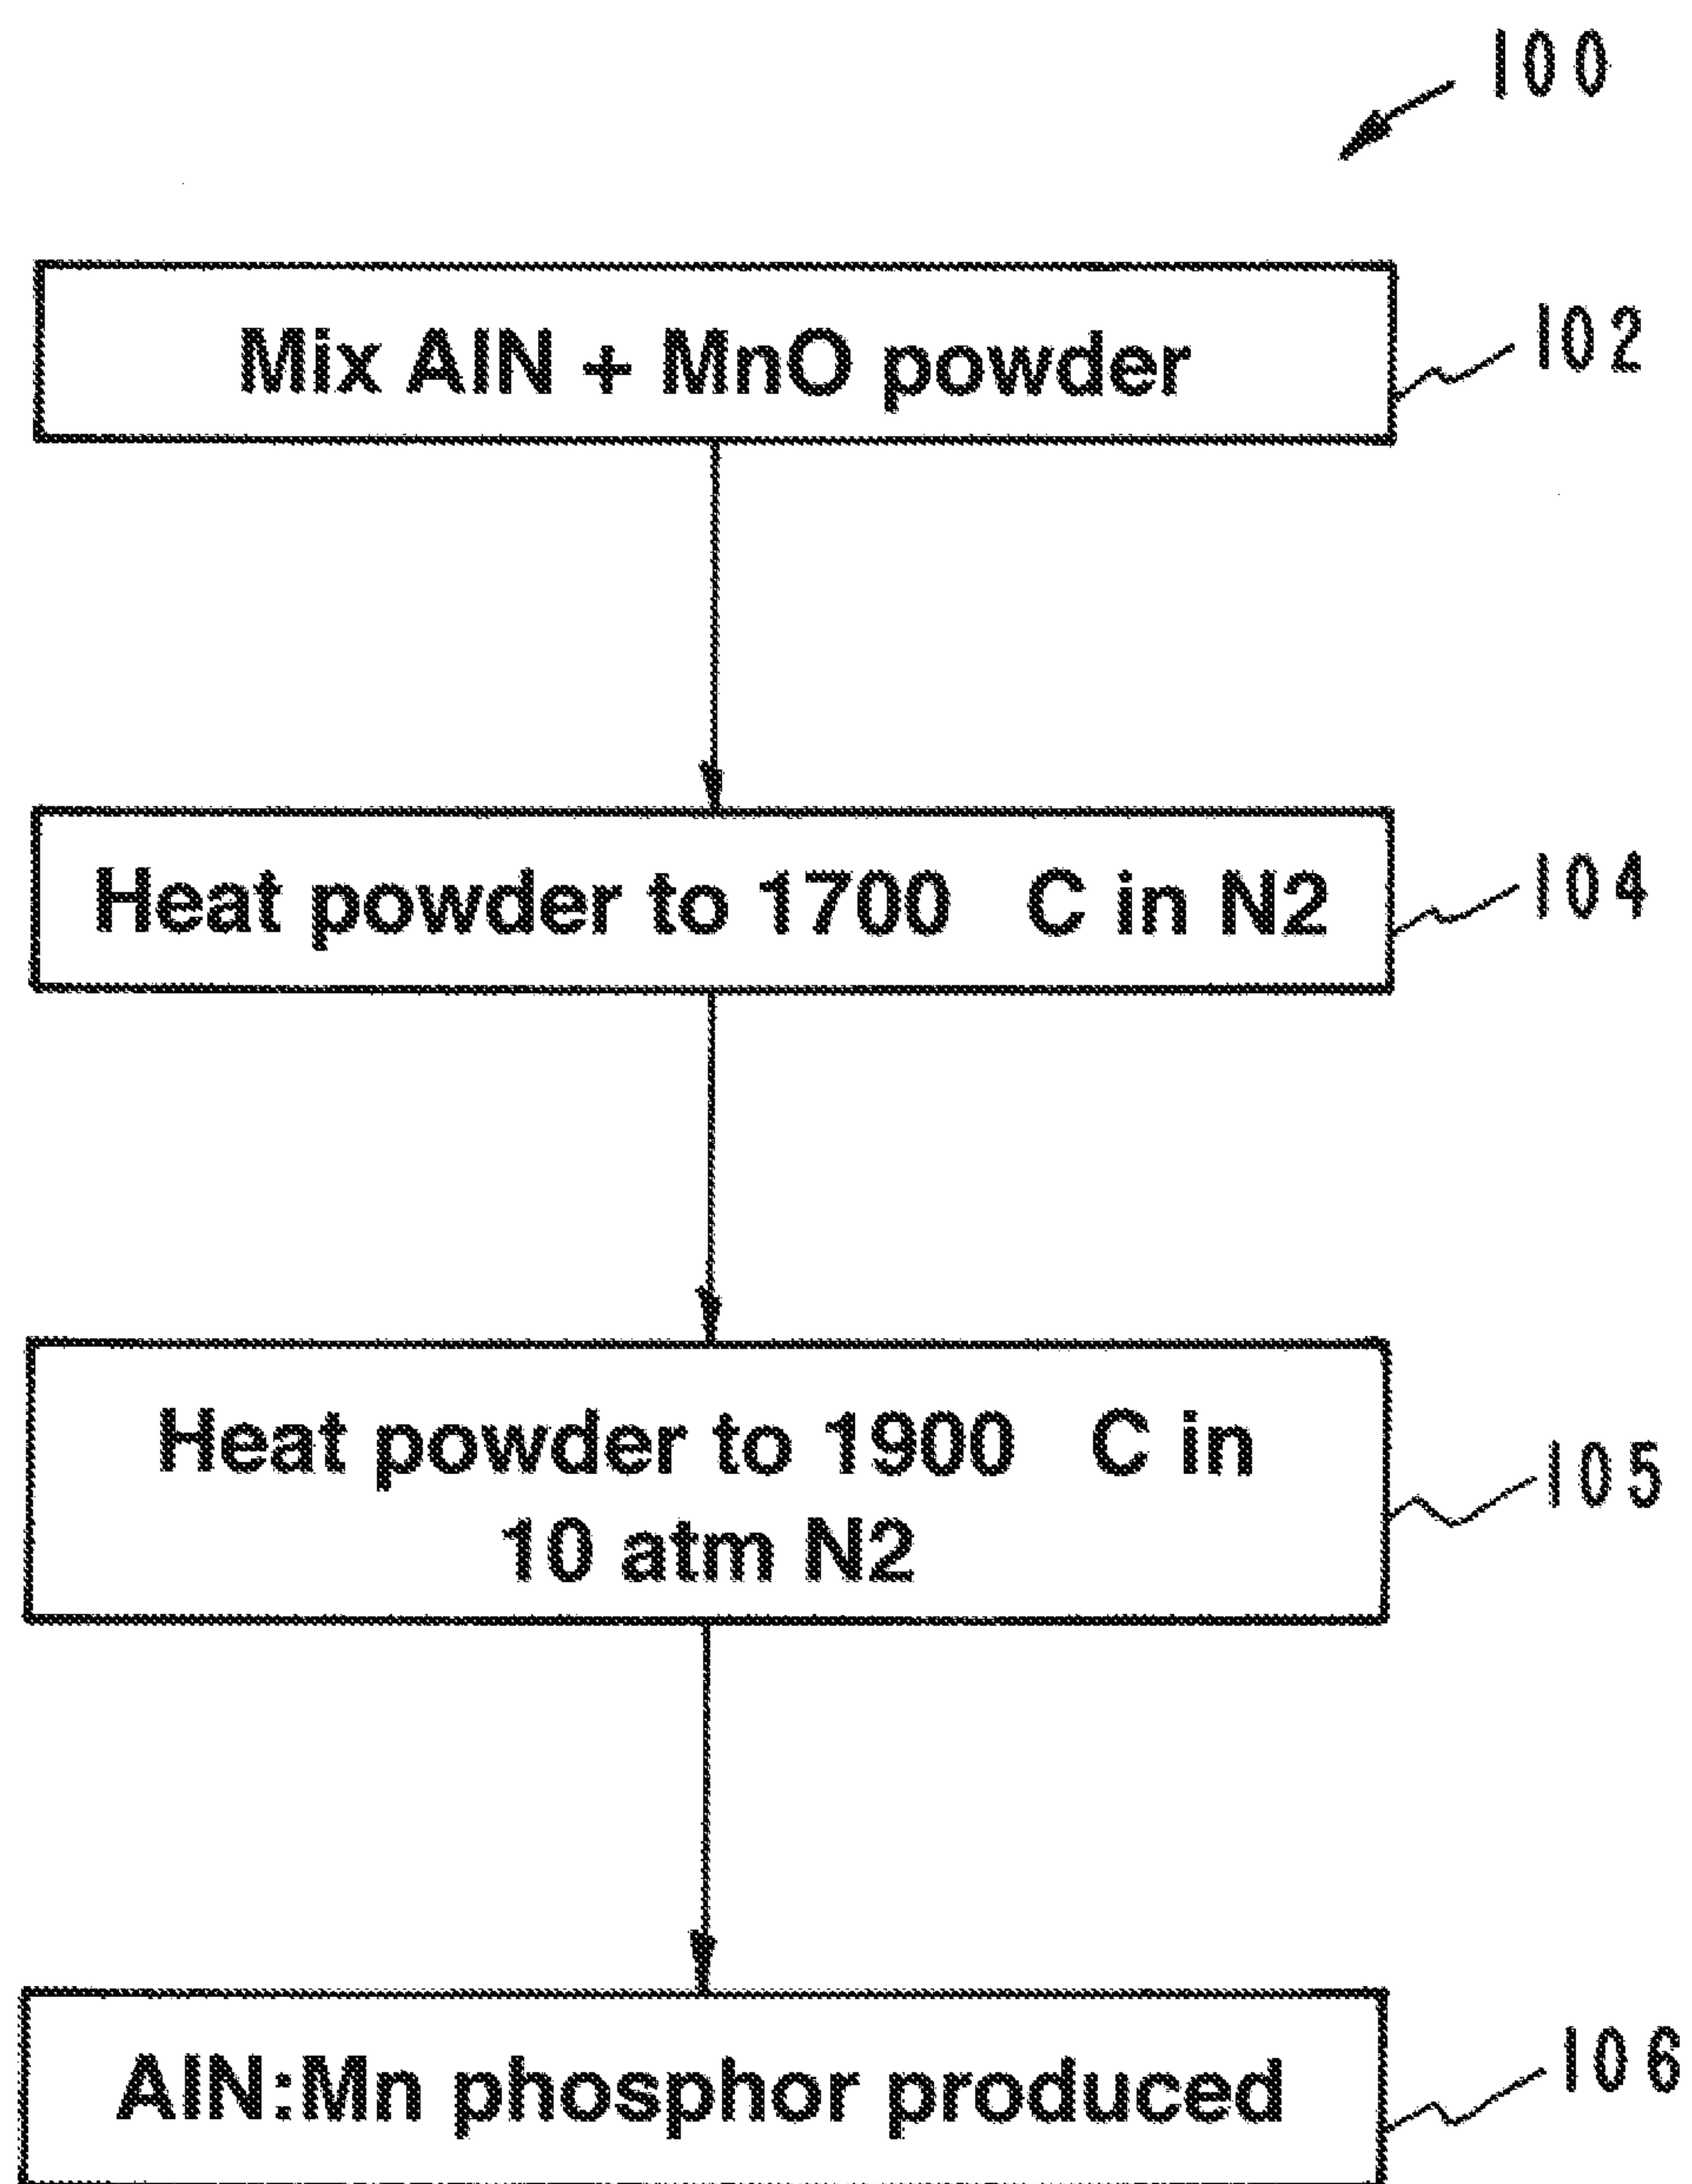 100
Mix AlN + MnO powder
102
Heat powder to 1700 C in N2
104
Heat powder to 1900 C in
10 atm N2
105
AlN:Mn phosphor produced
106